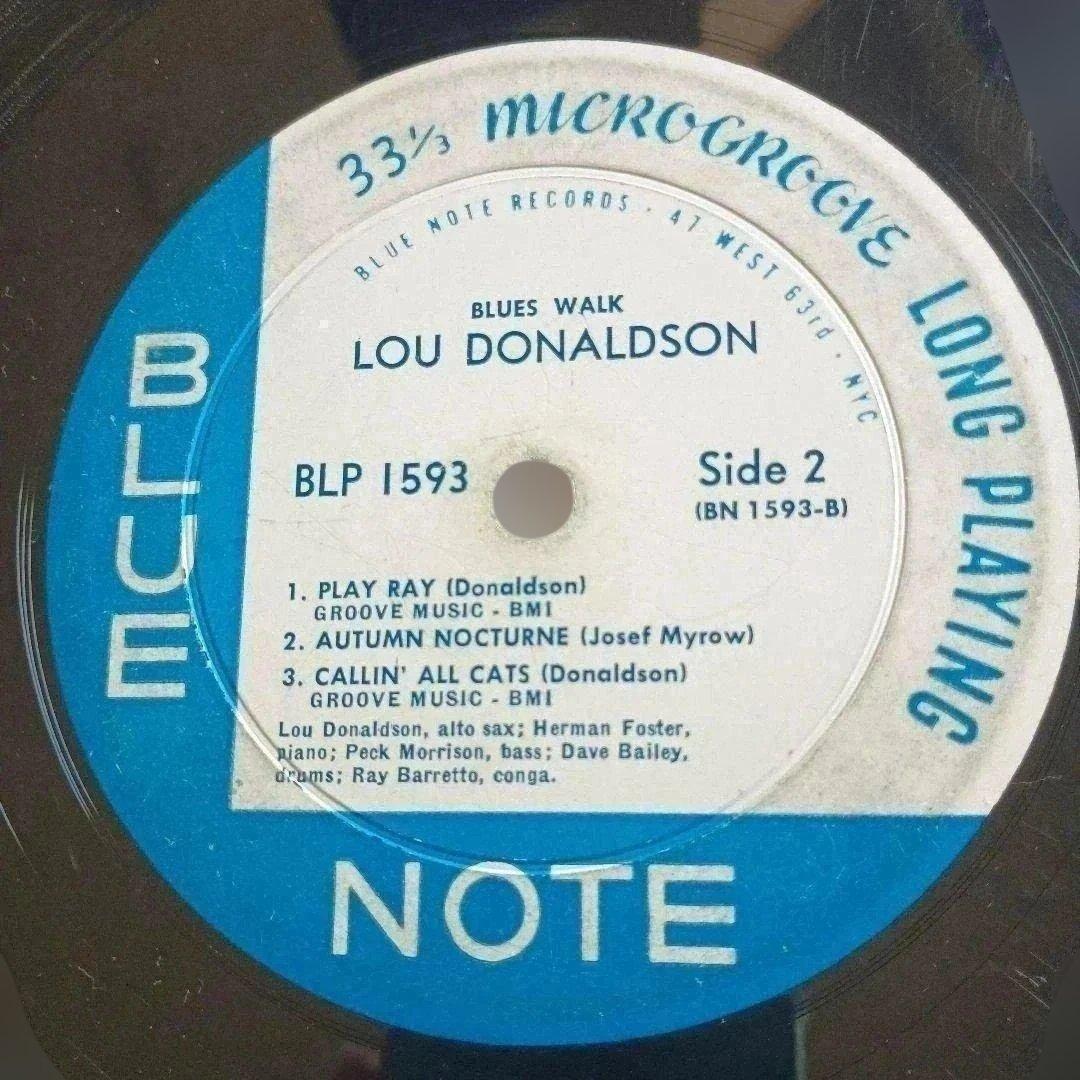 33⅓ MICROGROOVE LONG PLAYING
BLUE NOTE RECORDS · 47 WEST 63rd · NYC
BLUES WALK
LOU DONALDSON
BLP 1593
Side 2
(BN 1593-B)
1. PLAY RAY (Donaldson)
GROOVE MUSIC - BMI
2. AUTUMN NOCTURNE (Josef Myrow)
3. CALLIN' ALL CATS (Donaldson)
GROOVE MUSIC - BMI
Lou Donaldson, alto sax; Herman Foster,
piano; Peck Morrison, bass; Dave Bailey,
drums; Ray Barretto, conga.
BLUE
NOTE